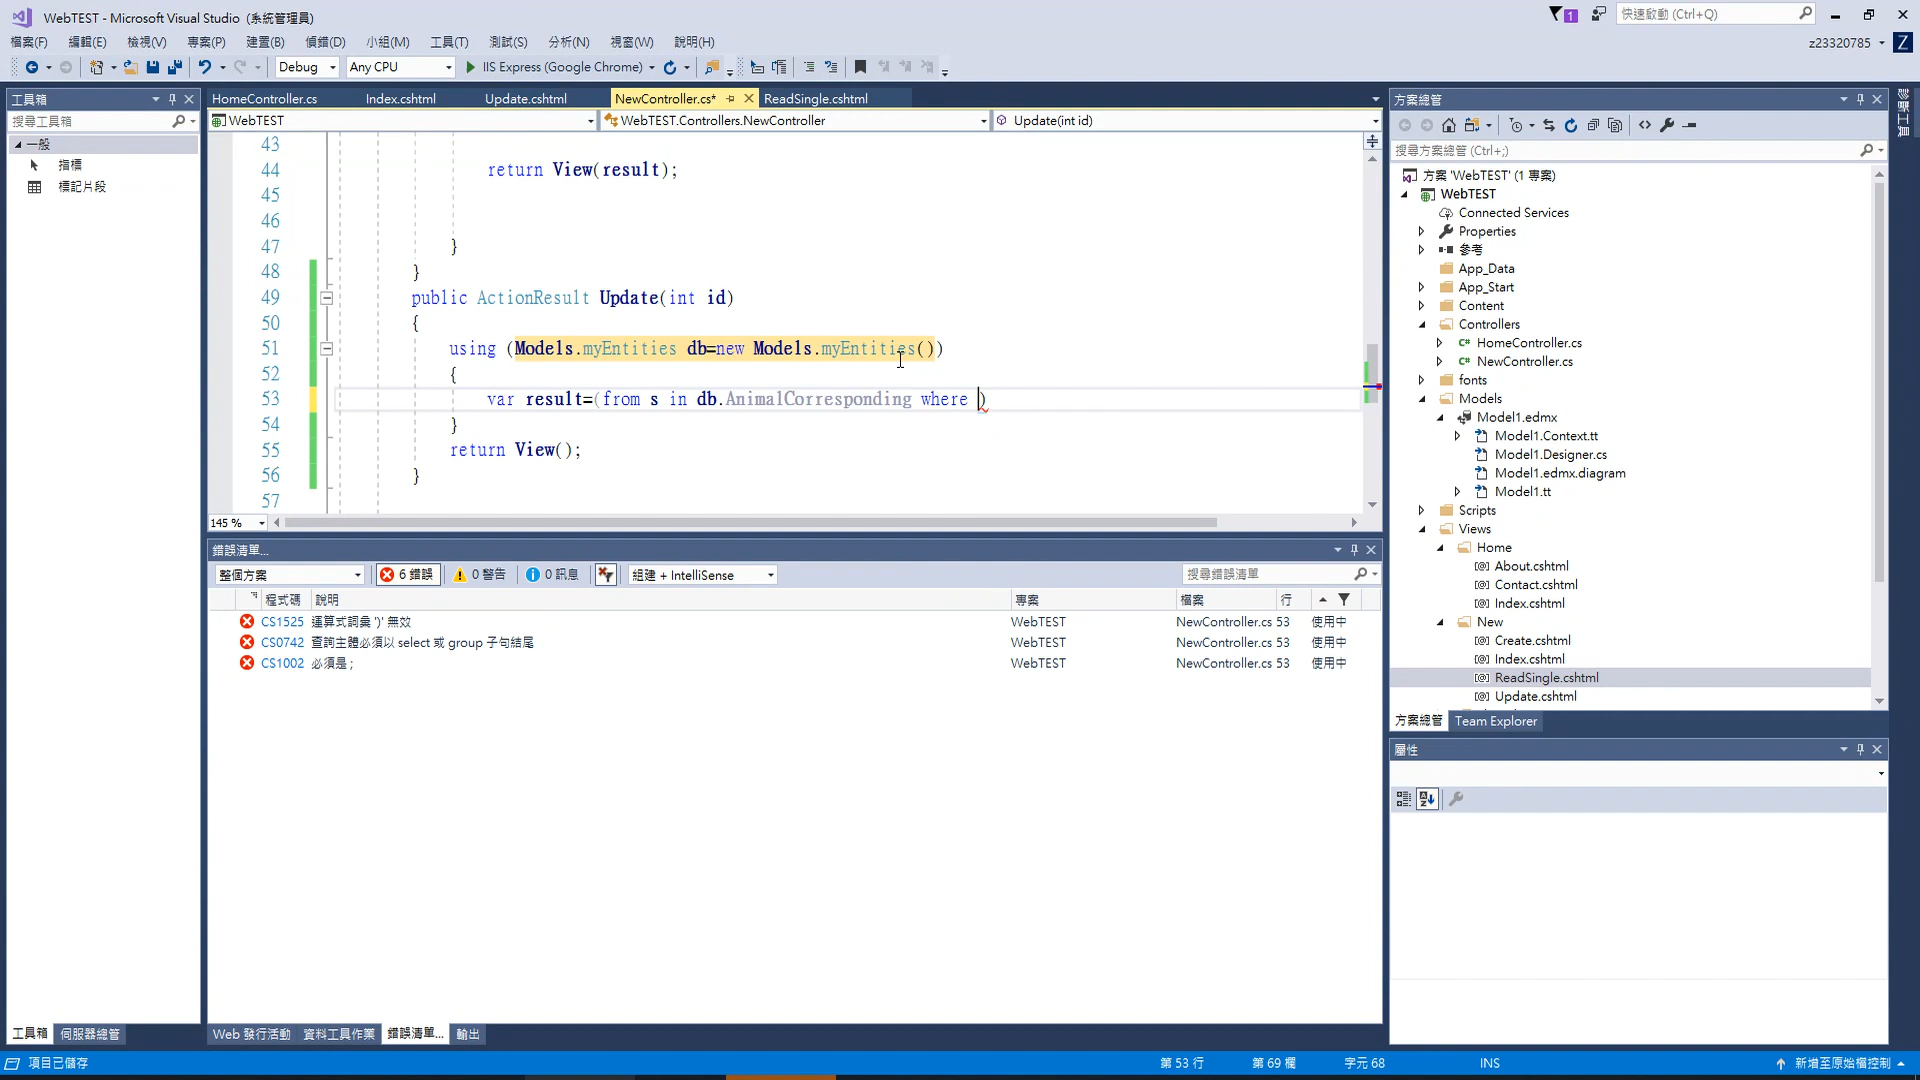 WebTEST - Microsoft Visual Studio (系統管理員)
1
快速啟動 (Ctrl+Q)
檔案(F) 編輯(E) 檢視(V) 專案(P) 建置(B) 偵錯(D) 小組(M) 工具(T) 測試(S) 分析(N) 視窗(W) 說明(H)
z23320785
Z
Debug Any CPU IIS Express (Google Chrome)
工具箱
搜尋工具箱
一般
指標
標記片段
HomeController.cs Index.cshtml Update.cshtml NewController.cs* ReadSingle.cshtml
WebTEST WebTEST.Controllers.NewController Update(int id)
43
44 return View(result);
45
46
47 }
48 }
49 public ActionResult Update(int id)
50 {
51 using (Models.myEntities db=new Models.myEntities())
52 {
53 var result=(from s in db.AnimalCorresponding where )
54 }
55 return View();
56 }
57
145 %
錯誤清單...
整個方案 6 錯誤 0 警告 0 訊息 組建 + IntelliSense 搜尋錯誤清單
程式碼 說明 專案 檔案 行
CS1525 運算式詞彙 ')' 無效 WebTEST NewController.cs 53 使用中
CS0742 查詢主體必須以 select 或 group 子句結尾 WebTEST NewController.cs 53 使用中
CS1002 必須是 ; WebTEST NewController.cs 53 使用中
工具箱 伺服器總管
Web 發行活動 資料工具作業 錯誤清單... 輸出
方案總管
搜尋方案總管 (Ctrl+;)
方案 'WebTEST' (1 專案)
WebTEST
Connected Services
Properties
參考
App_Data
App_Start
Content
Controllers
HomeController.cs
NewController.cs
fonts
Models
Model1.edmx
Model1.Context.tt
Model1.Designer.cs
Model1.edmx.diagram
Model1.tt
Scripts
Views
Home
About.cshtml
Contact.cshtml
Index.cshtml
New
Create.cshtml
Index.cshtml
ReadSingle.cshtml
Update.cshtml
方案總管 Team Explorer
屬性
診斷工具
項目已儲存 第 53 行 第 69 欄 字元 68 INS 新增至原始檔控制